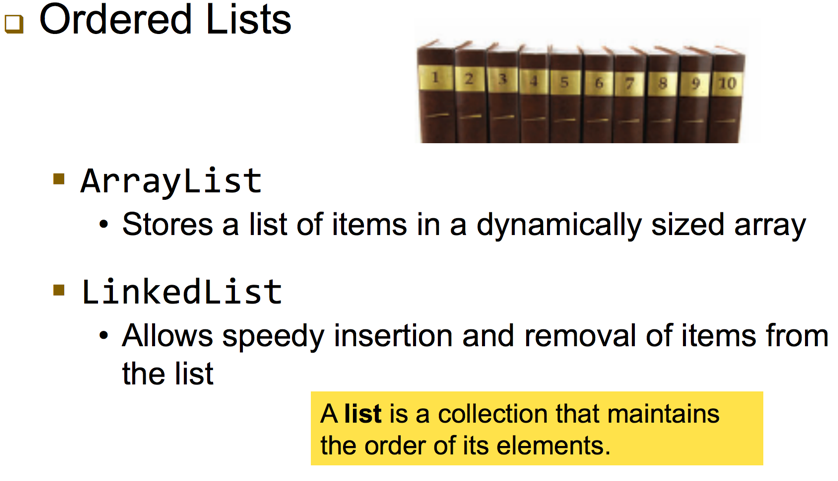 Ordered Lists
1 2 3 4 5 6 7 8 9 10
ArrayList
• Stores a list of items in a dynamically sized array
LinkedList
• Allows speedy insertion and removal of items from
the list
A list is a collection that maintains
the order of its elements.